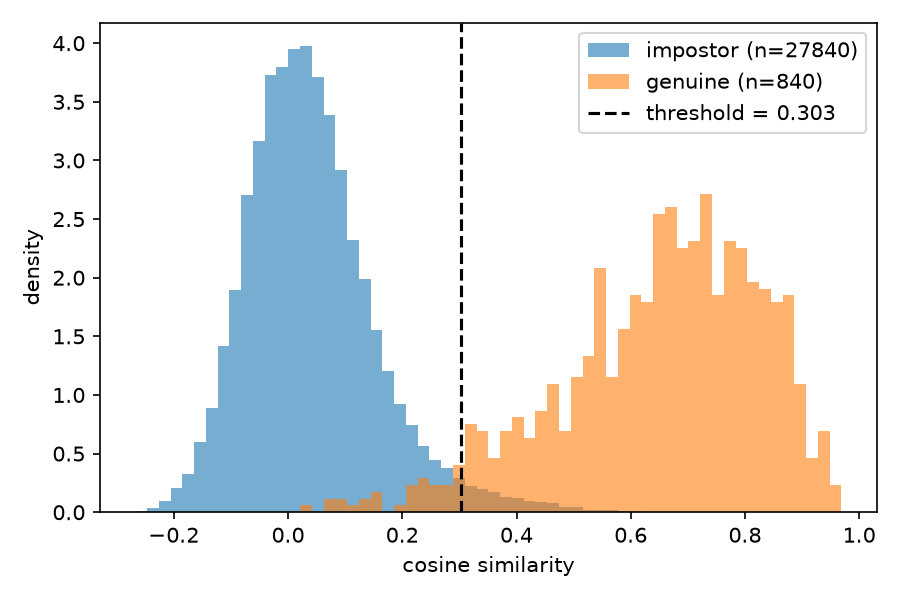 4.0
3.5
3.0
2.5
2.0
1.5
1.0
0.5
0.0
density
impostor (n=27840)
genuine (n=840)
threshold = 0.303
−0.2 0.0 0.2 0.4 0.6 0.8 1.0
cosine similarity